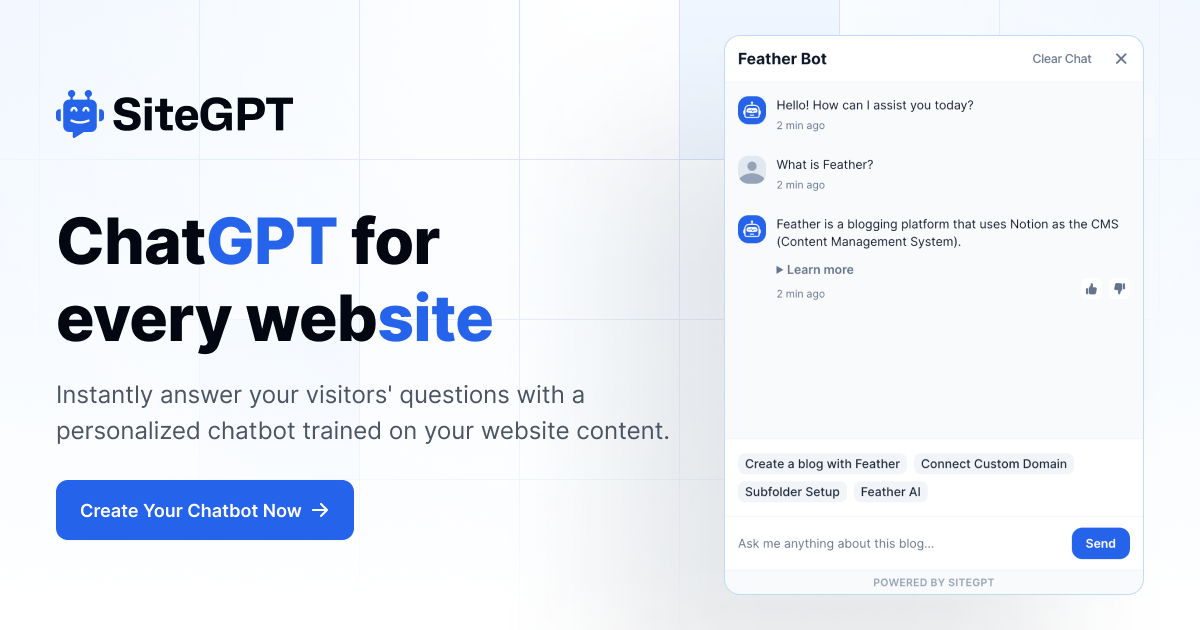 SiteGPT
ChatGPT for
every website
Instantly answer your visitors' questions with a
personalized chatbot trained on your website content.
Create Your Chatbot Now →
Feather Bot
Clear Chat
Hello! How can I assist you today?
2 min ago
What is Feather?
2 min ago
Feather is a blogging platform that uses Notion as the CMS
(Content Management System).
Learn more
2 min ago
Create a blog with Feather
Connect Custom Domain
Subfolder Setup
Feather AI
Ask me anything about this blog...
Send
POWERED BY SITEGPT